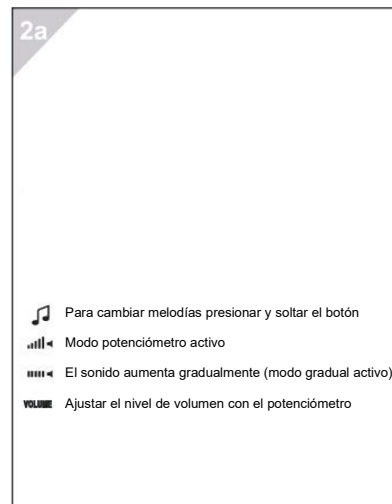 2a
Para cambiar melodías presionar y soltar el botón
Modo potenciómetro activo
El sonido aumenta gradualmente (modo gradual activo)
VOLUME Ajustar el nivel de volumen con el potenciómetro